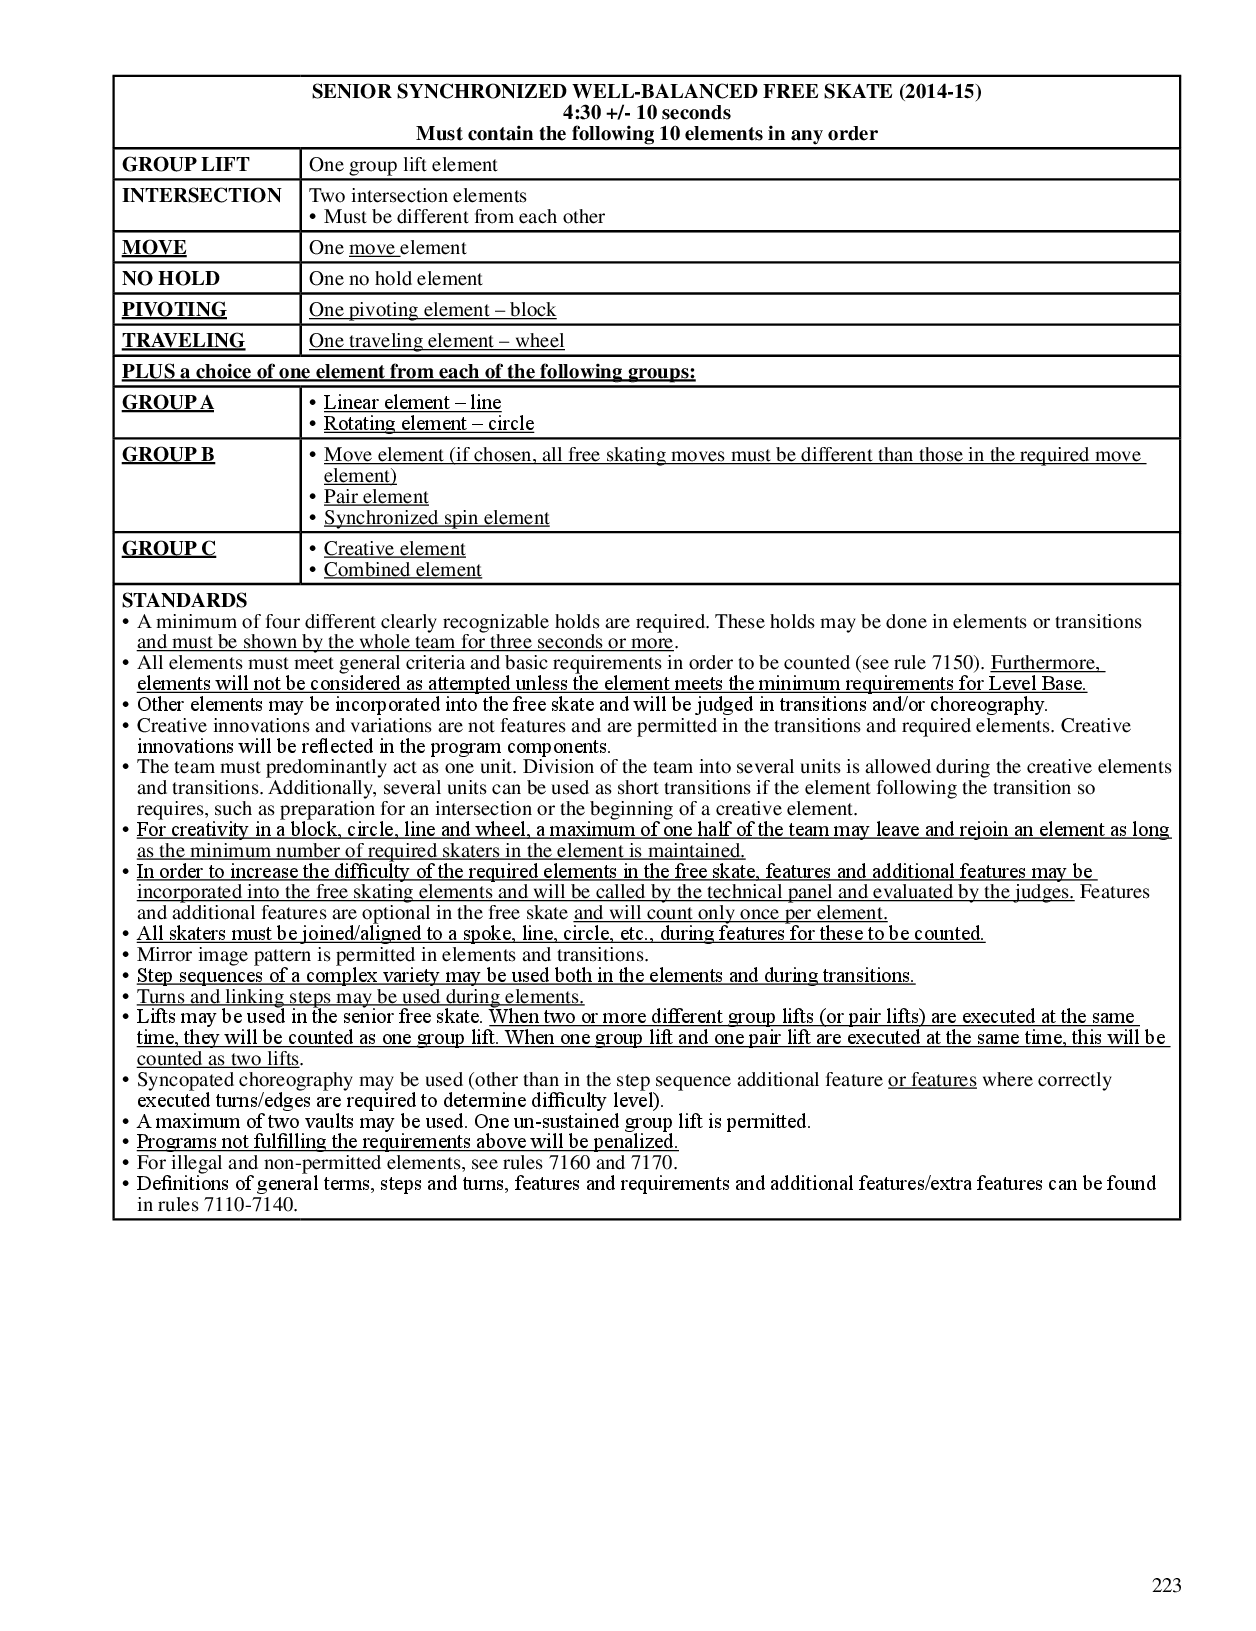 SENIOR SYNCHRONIZED WELL-BALANCED FREE SKATE (2014-15)
4:30 +/- 10 seconds
Must contain the following 10 elements in any order
GROUP LIFT One group lift element
INTERSECTION Two intersection elements
• Must be different from each other
MOVE One move element
NO HOLD One no hold element
PIVOTING One pivoting element – block
TRAVELING One traveling element – wheel
PLUS a choice of one element from each of the following groups:
GROUP A • Linear element – line
• Rotating element – circle
GROUP B • Move element (if chosen, all free skating moves must be different than those in the required move
element)
• Pair element
• Synchronized spin element
GROUP C • Creative element
• Combined element
STANDARDS
• A minimum of four different clearly recognizable holds are required. These holds may be done in elements or transitions
and must be shown by the whole team for three seconds or more.
• All elements must meet general criteria and basic requirements in order to be counted (see rule 7150). Furthermore,
elements will not be considered as attempted unless the element meets the minimum requirements for Level Base.
• Other elements may be incorporated into the free skate and will be judged in transitions and/or choreography.
• Creative innovations and variations are not features and are permitted in the transitions and required elements. Creative
innovations will be reflected in the program components.
• The team must predominantly act as one unit. Division of the team into several units is allowed during the creative elements
and transitions. Additionally, several units can be used as short transitions if the element following the transition so
requires, such as preparation for an intersection or the beginning of a creative element.
• For creativity in a block, circle, line and wheel, a maximum of one half of the team may leave and rejoin an element as long
as the minimum number of required skaters in the element is maintained.
• In order to increase the difficulty of the required elements in the free skate, features and additional features may be
incorporated into the free skating elements and will be called by the technical panel and evaluated by the judges. Features
and additional features are optional in the free skate and will count only once per element.
• All skaters must be joined/aligned to a spoke, line, circle, etc., during features for these to be counted.
• Mirror image pattern is permitted in elements and transitions.
• Step sequences of a complex variety may be used both in the elements and during transitions.
• Turns and linking steps may be used during elements.
• Lifts may be used in the senior free skate. When two or more different group lifts (or pair lifts) are executed at the same
time, they will be counted as one group lift. When one group lift and one pair lift are executed at the same time, this will be
counted as two lifts.
• Syncopated choreography may be used (other than in the step sequence additional feature or features where correctly
executed turns/edges are required to determine difficulty level).
• A maximum of two vaults may be used. One un-sustained group lift is permitted.
• Programs not fulfilling the requirements above will be penalized.
• For illegal and non-permitted elements, see rules 7160 and 7170.
• Definitions of general terms, steps and turns, features and requirements and additional features/extra features can be found
in rules 7110-7140.
223